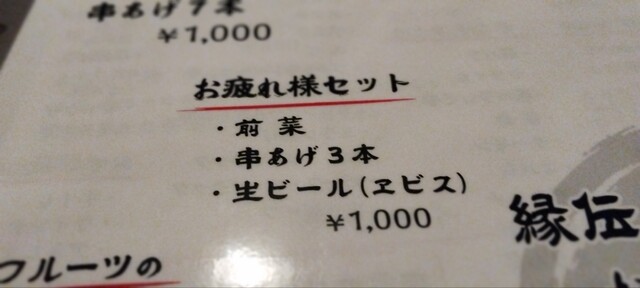 串あげ7本
¥1,000
お疲れ様セット
・前菜
・串あげ3本
・生ビール(ヱビス)
¥1,000
縁伝
フルーツの